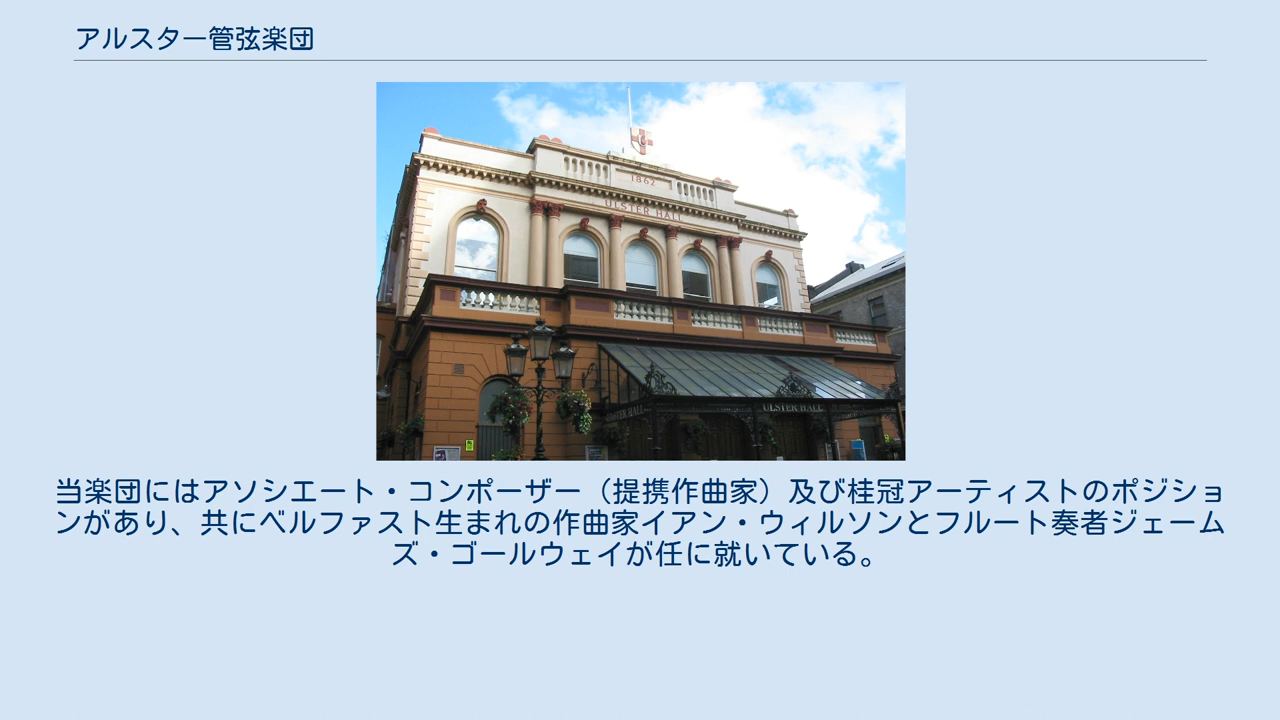 アルスター管弦楽団
1862
ULSTER HALL
ULSTER HALL
ULSTER HALL
当楽団にはアソシエート・コンポーザー（提携作曲家）及び桂冠アーティストのポジショ
ンがあり、共にベルファスト生まれの作曲家イアン・ウィルソンとフルート奏者ジェーム
ズ・ゴールウェイが任に就いている。